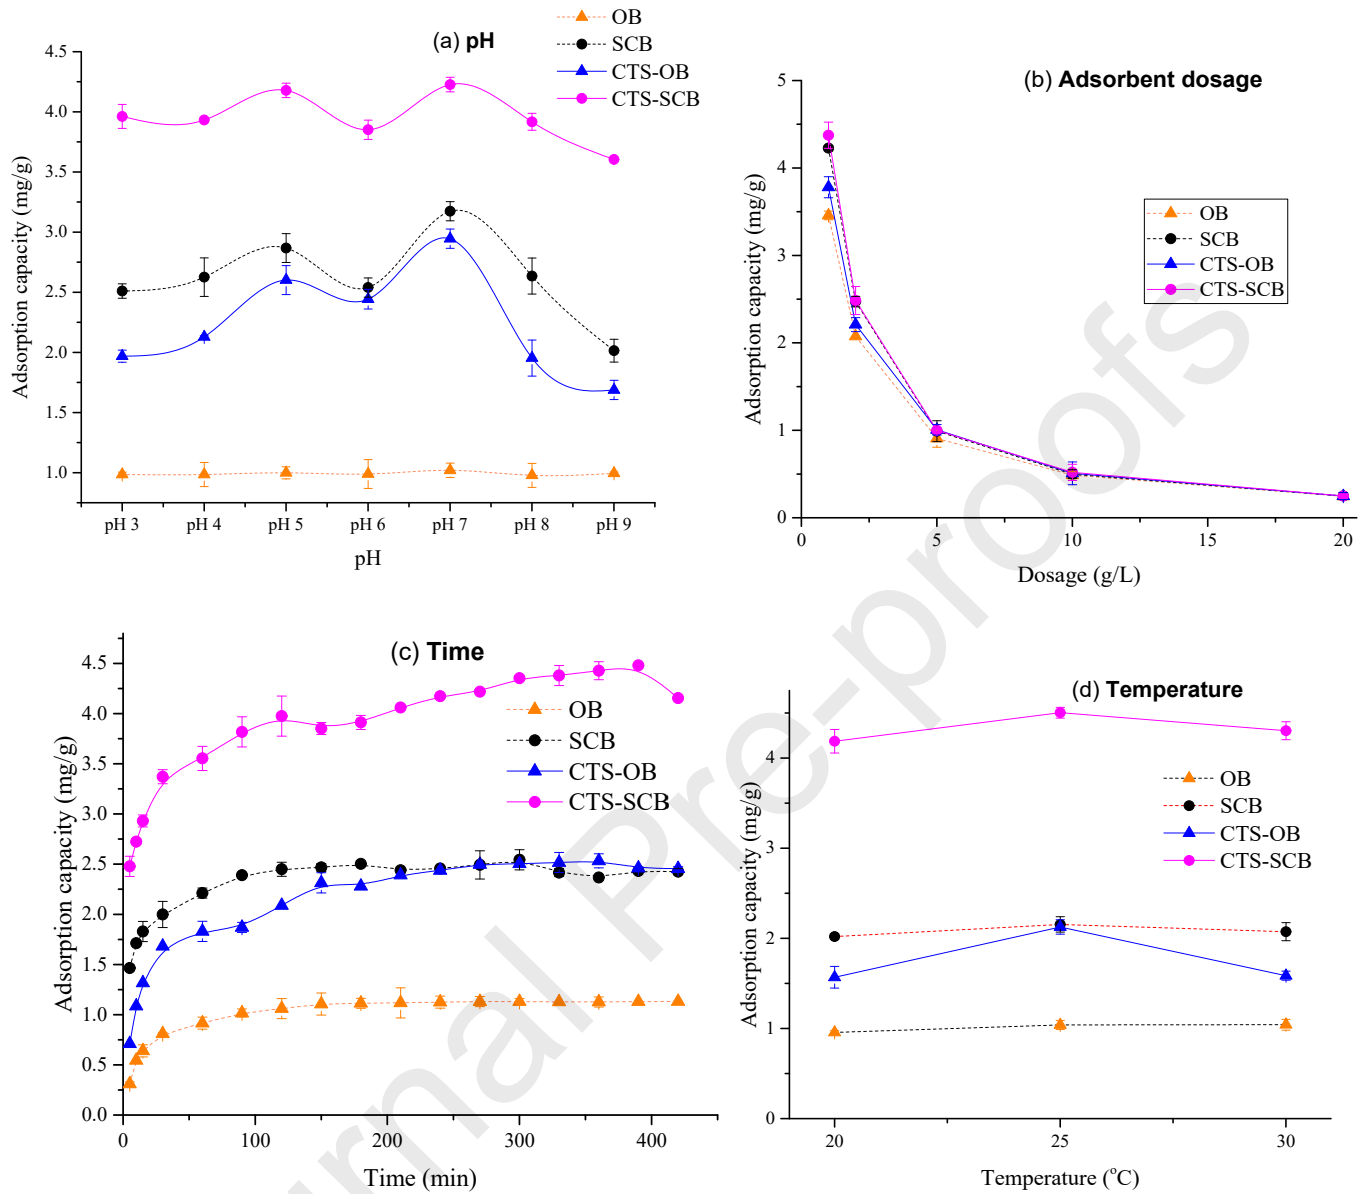 (a) pH
OB
SCB
CTS-OB
CTS-SCB
Adsorption capacity (mg/g)
4.5
4.0
3.5
3.0
2.5
2.0
1.5
1.0
pH 3 pH 4 pH 5 pH 6 pH 7 pH 8 pH 9
pH
(b) Adsorbent dosage
OB
SCB
CTS-OB
CTS-SCB
Adsorption capacity (mg/g)
5
4
3
2
1
0
0 5 10 15 20
Dosage (g/L)
(c) Time
OB
SCB
CTS-OB
CTS-SCB
Adsorption capacity (mg/g)
4.5
4.0
3.5
3.0
2.5
2.0
1.5
1.0
0.5
0.0
0 100 200 300 400
Time (min)
(d) Temperature
OB
SCB
CTS-OB
CTS-SCB
Adsorption capacity (mg/g)
4
3
2
1
0
20 25 30
Temperature (°C)
urnal Pre-proofs